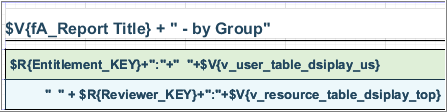 $V{fA_Report Title} + " - by Group"
$R{Entitlement_KEY}+":"+"  "+$V{v_user_table_dsiplay_us}
"  " + $R{Reviewer_KEY}+":"+$V{v_resource_table_dsiplay_top}